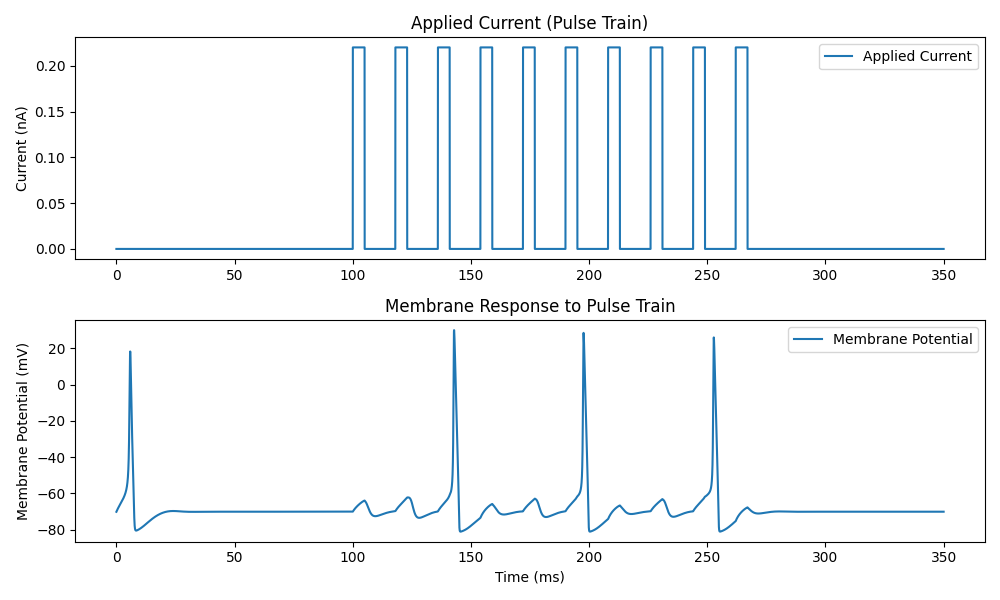 Applied Current (Pulse Train)
Current (nA)
0.20
0.15
0.10
0.05
0.00
Applied Current
0 50 100 150 200 250 300 350
Membrane Response to Pulse Train
Membrane Potential (mV)
20
0
−20
−40
−60
−80
Membrane Potential
0 50 100 150 200 250 300 350
Time (ms)